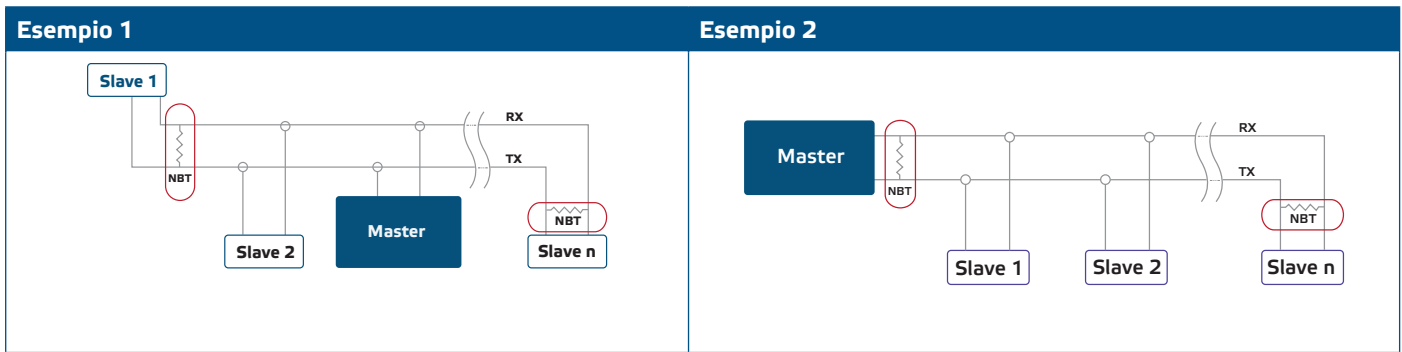 Esempio 1
Slave 1
RX
TX
NBT
NBT
Master
Slave 2
Slave n
Esempio 2
RX
Master
TX
NBT
NBT
Slave 1
Slave 2
Slave n